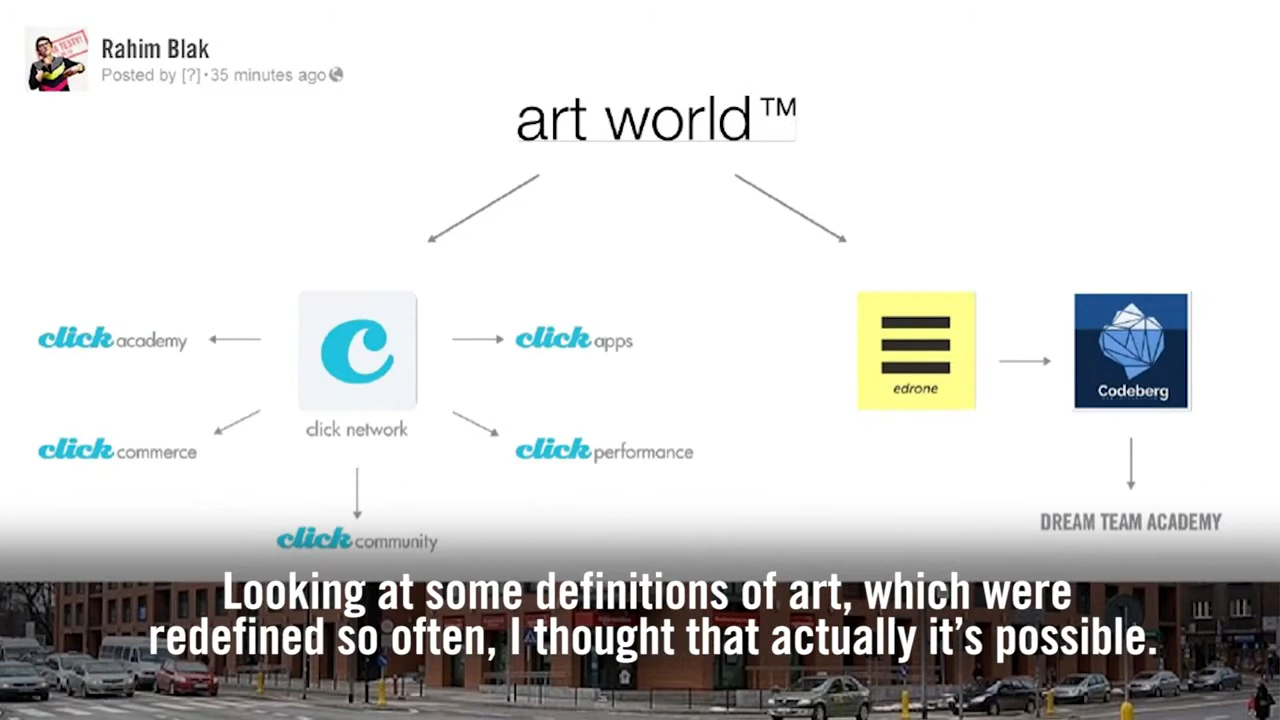 Rahim Blak
Posted by [?] · 35 minutes ago
art world™
click academy
click apps
edrone
Codeberg
click network
click commerce
click performance
DREAM TEAM ACADEMY
click community
Looking at some definitions of art, which were
redefined so often, I thought that actually it's possible.